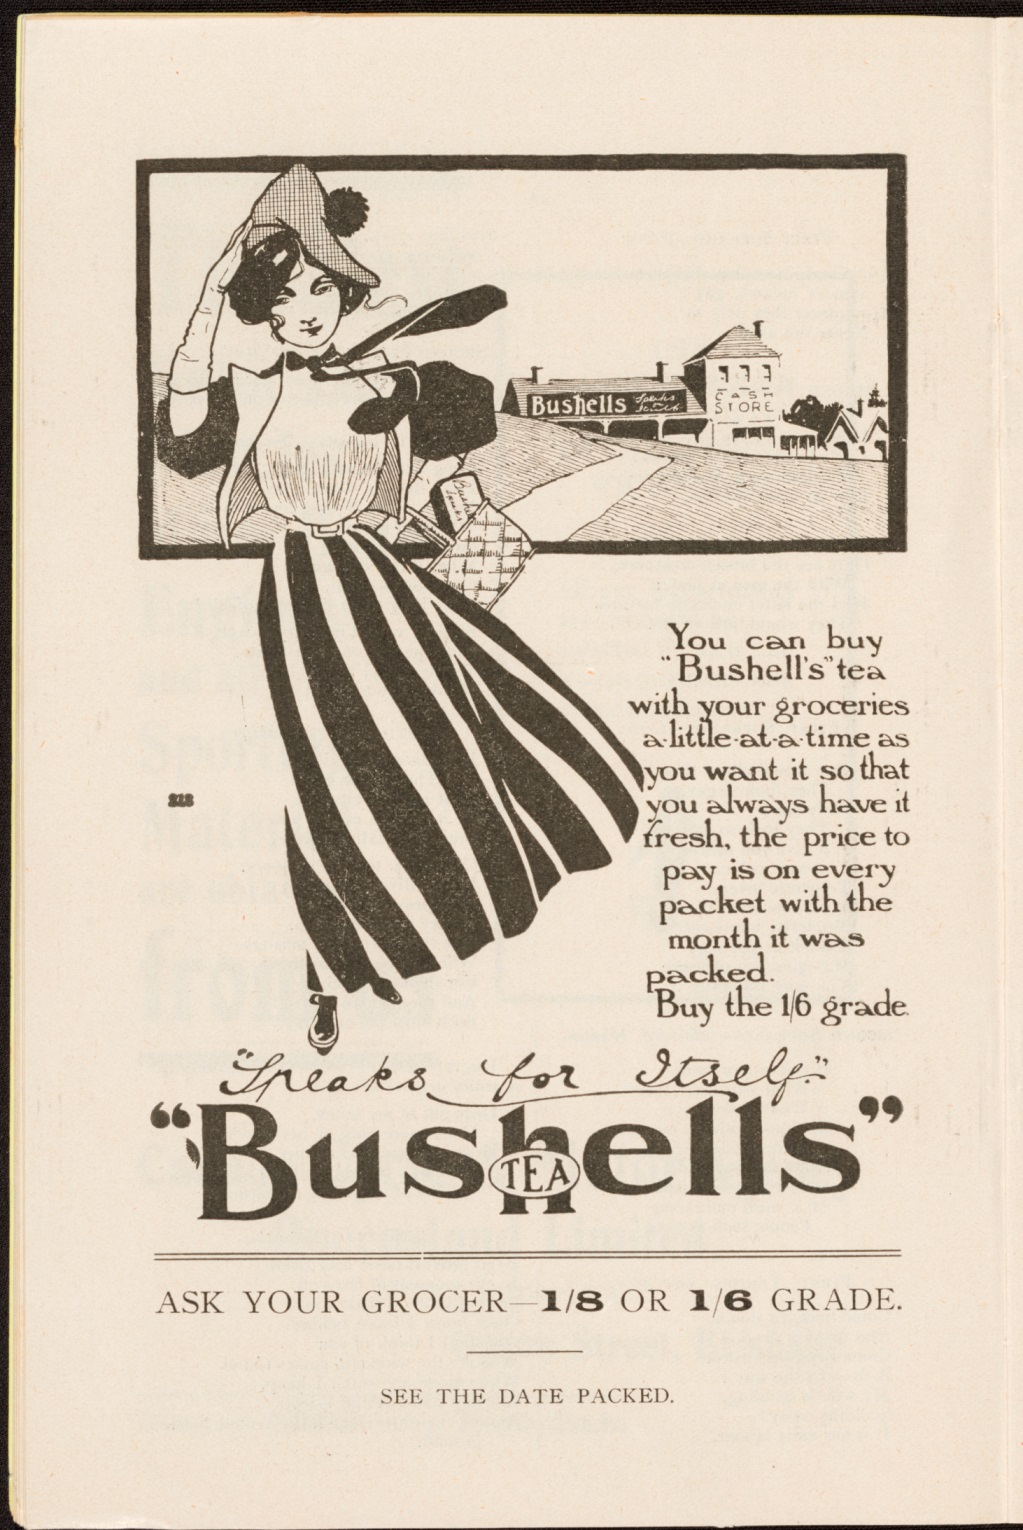 Bushells Speaks for Itself
CASH
STORE
You can buy
"Bushell's" tea
with your groceries
a-little-at-a-time as
you want it so that
you always have it
fresh, the price to
pay is on every
packet with the
month it was
packed.
Buy the 1/6 grade.
"Speaks for Itself."
"Bushells"
TEA
ASK YOUR GROCER—1/8 OR 1/6 GRADE.
SEE THE DATE PACKED.